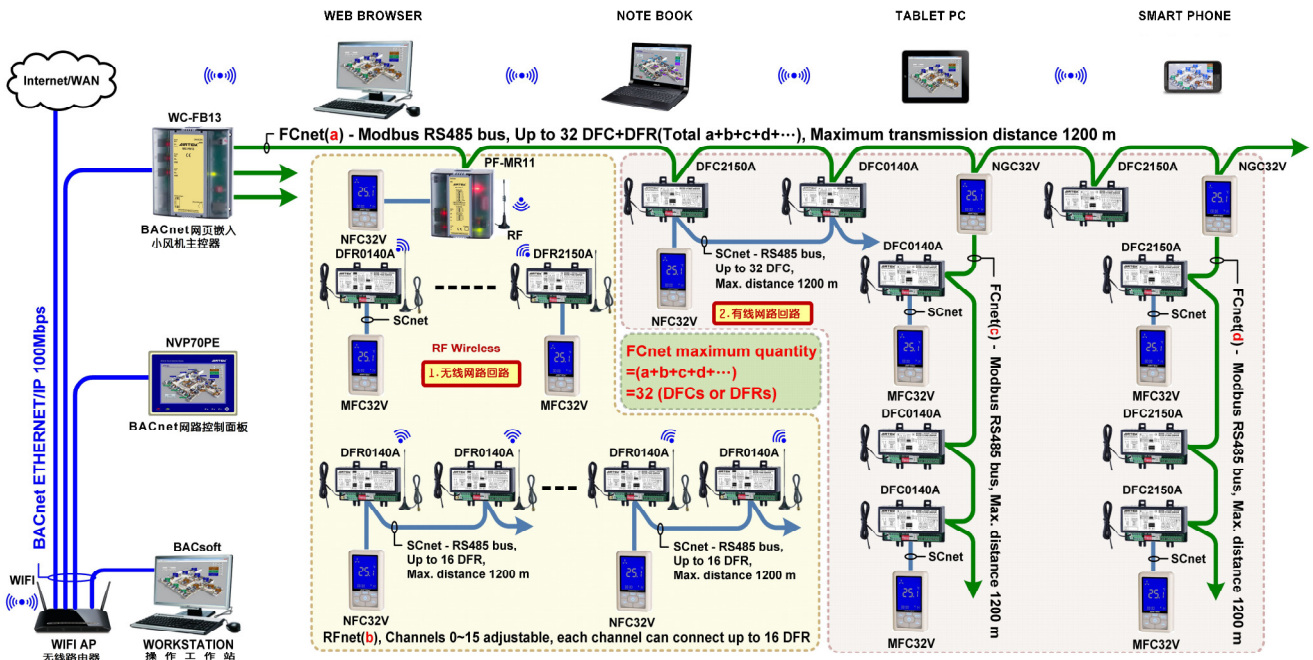 WEB BROWSER
NOTE BOOK
TABLET PC
SMART PHONE
Internet/WAN
WC-FB13
FCnet(a) - Modbus RS485 bus, Up to 32 DFC+DFR(Total a+b+c+d+···), Maximum transmission distance 1200 m
BACnet网页嵌入
小风机主控器
PF-MR11
RF
NFC32V
DFR0140A
DFR2150A
SCnet
MFC32V
MFC32V
RF Wireless
1.无线网路回路
DFC2150A
DFC0140A
NGC32V
DFC2150A
NGC32V
SCnet - RS485 bus,
Up to 32 DFC,
Max. distance 1200 m
NFC32V
2.有线网路回路
FCnet maximum quantity
=(a+b+c+d+···)
=32 (DFCs or DFRs)
DFC0140A
SCnet
MFC32V
DFC0140A
DFC0140A
SCnet
MFC32V
FCnet(c) - Modbus RS485 bus, Max. distance 1200 m
DFC2150A
SCnet
MFC32V
DFC2150A
DFC2150A
SCnet
MFC32V
FCnet(d) - Modbus RS485 bus, Max. distance 1200 m
NVP70PE
BACnet网路控制面板
BACnet ETHERNET/IP 100Mbps
BACsoft
WIFI
WIFI AP
无线路由器
WORKSTATION
操作工作站
DFR0140A
DFR0140A
DFR0140A
DFR0140A
SCnet - RS485 bus,
Up to 16 DFR,
Max. distance 1200 m
SCnet - RS485 bus,
Up to 16 DFR,
Max. distance 1200 m
NFC32V
NFC32V
RFnet(b), Channels 0~15 adjustable, each channel can connect up to 16 DFR